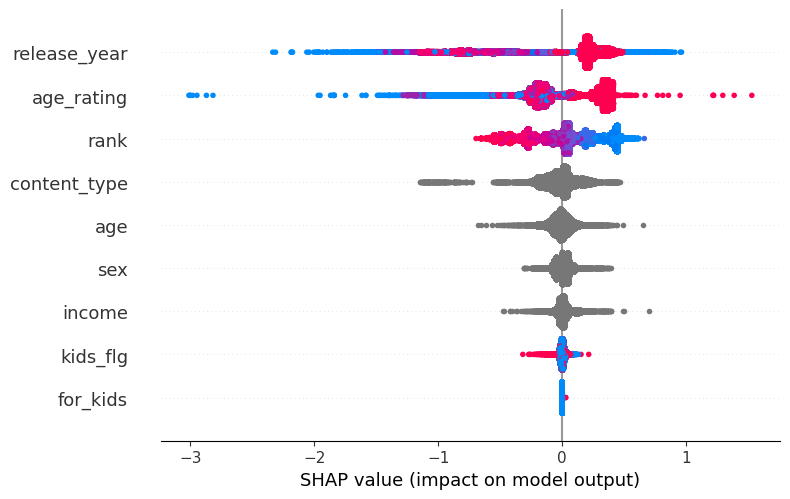 release_year
age_rating
rank
content_type
age
sex
income
kids_flg
for_kids
−3 −2 −1 0 1
SHAP value (impact on model output)